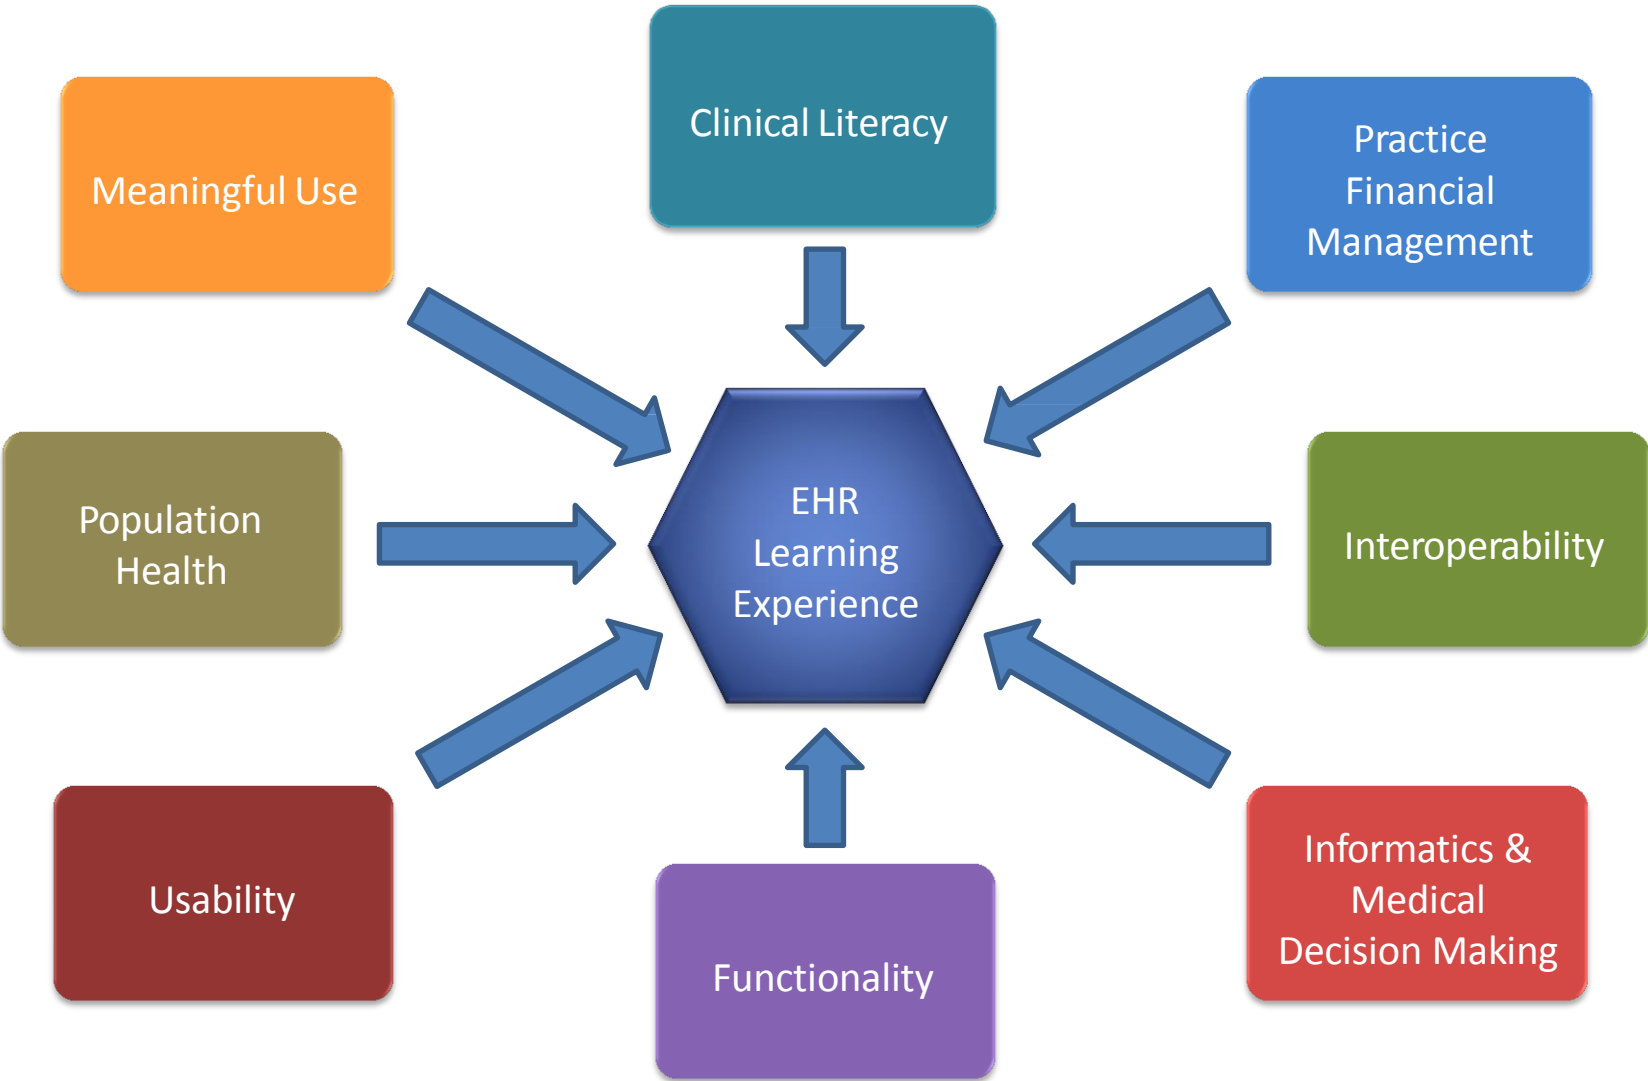 Clinical Literacy
Meaningful Use
Practice
Financial
Management
EHR
Learning
Experience
Population
Health
Interoperability
Usability
Functionality
Informatics &
Medical
Decision Making